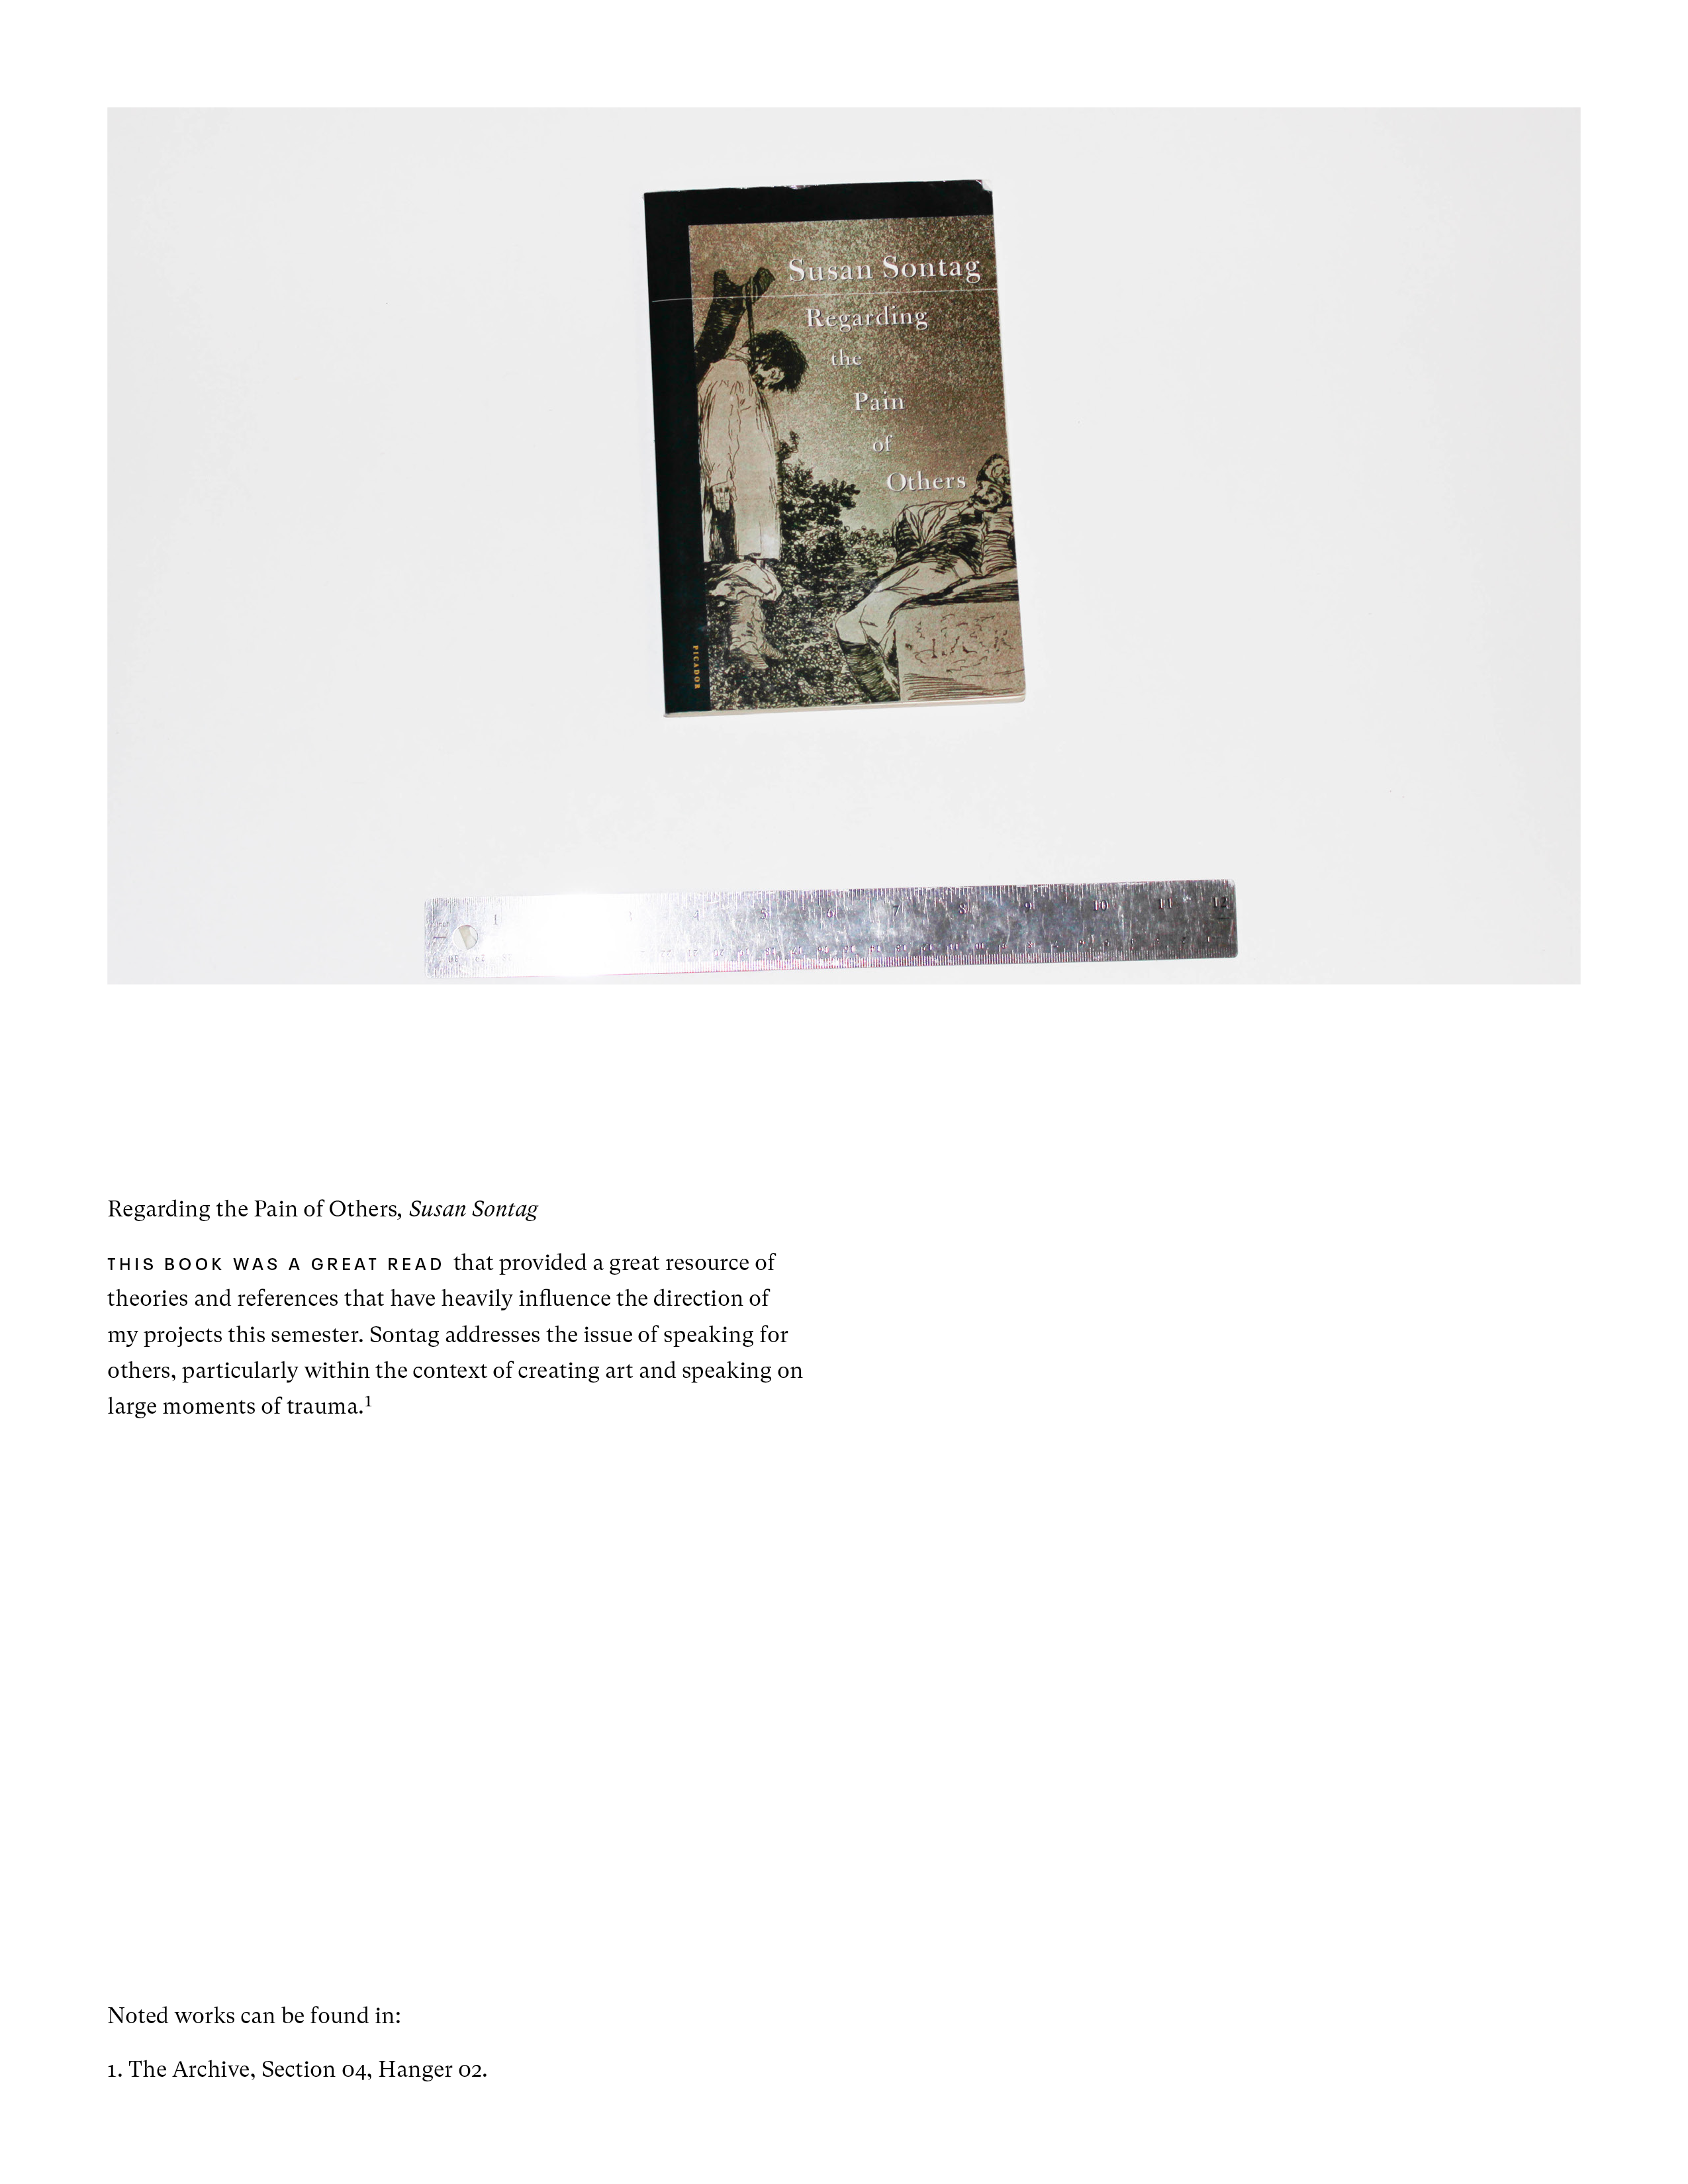 Susan Sontag
Regarding
the
Pain
of
Others
PICADOR
1 3 4 5 6 7 8 9 10 11 12
Regarding the Pain of Others, Susan Sontag
THIS BOOK WAS A GREAT READ that provided a great resource of
theories and references that have heavily influence the direction of
my projects this semester. Sontag addresses the issue of speaking for
others, particularly within the context of creating art and speaking on
large moments of trauma.¹
Noted works can be found in:
1. The Archive, Section 04, Hanger 02.